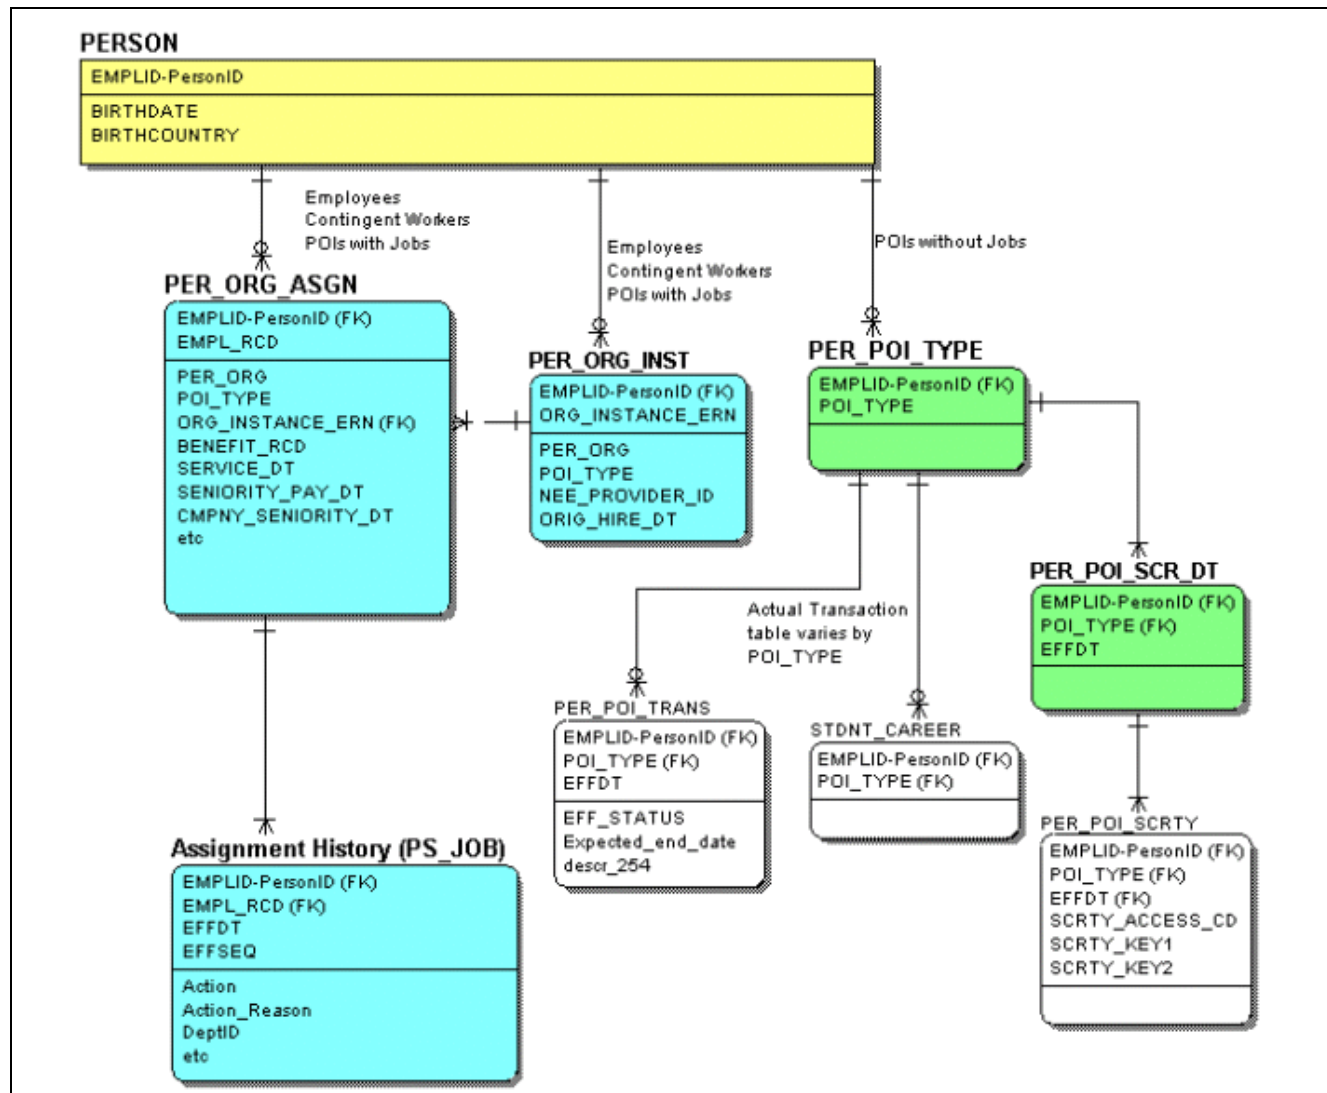 PERSON
EMPLID-PersonID
BIRTHDATE
BIRTHCOUNTRY
Employees
Contingent Workers
POIs with Jobs
Employees
Contingent Workers
POIs with Jobs
POIs without Jobs
PER_ORG_ASGN
EMPLID-PersonID (FK)
EMPL_RCD
PER_ORG
POI_TYPE
ORG_INSTANCE_ERN (FK)
BENEFIT_RCD
SERVICE_DT
SENIORITY_PAY_DT
CMPNY_SENIORITY_DT
etc
PER_ORG_INST
EMPLID-PersonID (FK)
ORG_INSTANCE_ERN
PER_ORG
POI_TYPE
NEE_PROVIDER_ID
ORIG_HIRE_DT
PER_POI_TYPE
EMPLID-PersonID (FK)
POI_TYPE
PER_POI_SCR_DT
EMPLID-PersonID (FK)
POI_TYPE (FK)
EFFDT
Actual Transaction
table varies by
POI_TYPE
PER_POI_TRANS
EMPLID-PersonID (FK)
POI_TYPE (FK)
EFFDT
EFF_STATUS
Expected_end_date
descr_254
STDNT_CAREER
EMPLID-PersonID (FK)
POI_TYPE (FK)
PER_POI_SCRTY
EMPLID-PersonID (FK)
POI_TYPE (FK)
EFFDT (FK)
SCRTY_ACCESS_CD
SCRTY_KEY1
SCRTY_KEY2
Assignment History (PS_JOB)
EMPLID-PersonID (FK)
EMPL_RCD (FK)
EFFDT
EFFSEQ
Action
Action_Reason
DeptID
etc